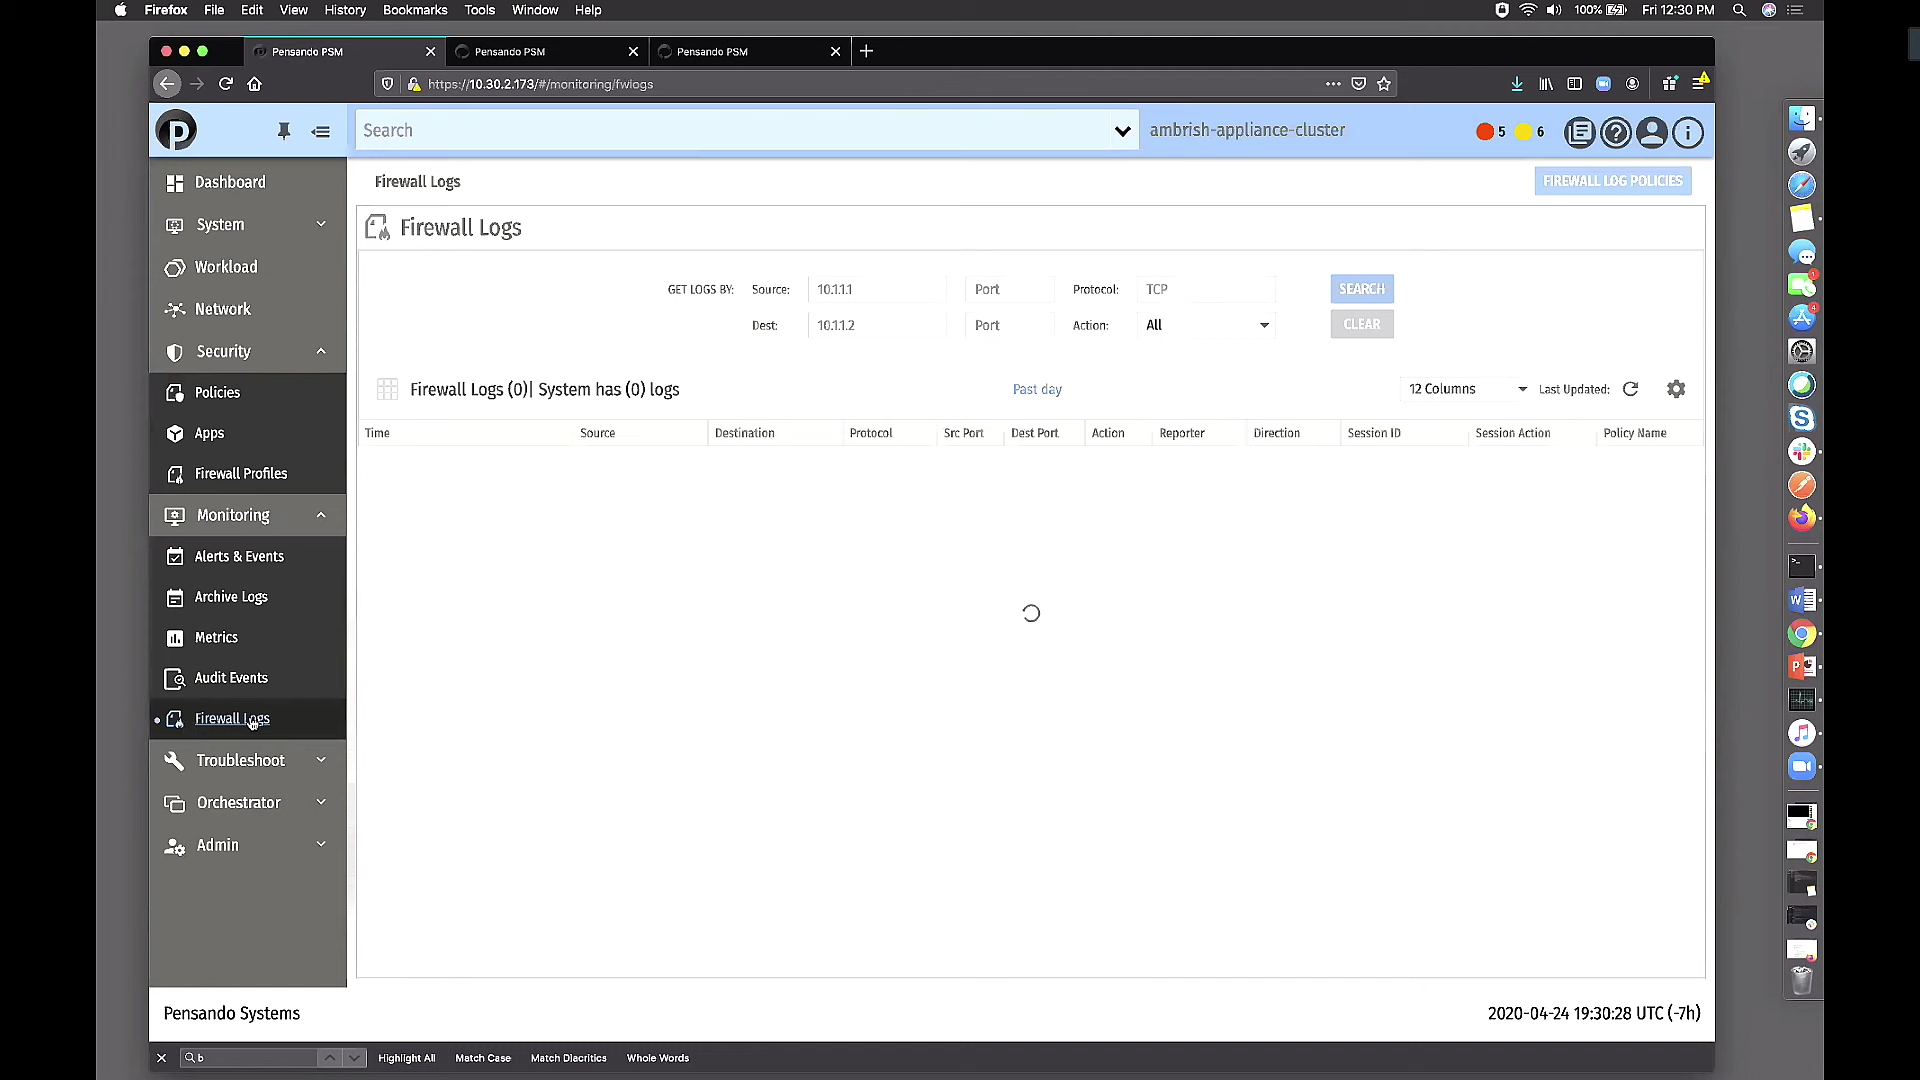 Firefox File Edit View History Bookmarks Tools Window Help 100% Fri 12:30 PM
Pensando PSM Pensando PSM Pensando PSM
https://10.30.2.173/#/monitoring/fwlogs
P Search ambrish-appliance-cluster 5 6
Dashboard
System
Workload
Network
Security
Policies
Apps
Firewall Profiles
Monitoring
Alerts & Events
Archive Logs
Metrics
Audit Events
Firewall Logs
Troubleshoot
Orchestrator
Admin
Firewall Logs FIREWALL LOG POLICIES
Firewall Logs
GET LOGS BY: Source: 10.1.1.1 Port Protocol: TCP SEARCH
Dest: 10.1.1.2 Port Action: All CLEAR
Firewall Logs (0)| System has (0) logs Past day 12 Columns Last Updated:
Time Source Destination Protocol Src Port Dest Port Action Reporter Direction Session ID Session Action Policy Name
Pensando Systems 2020-04-24 19:30:28 UTC (-7h)
b Highlight All Match Case Match Diacritics Whole Words